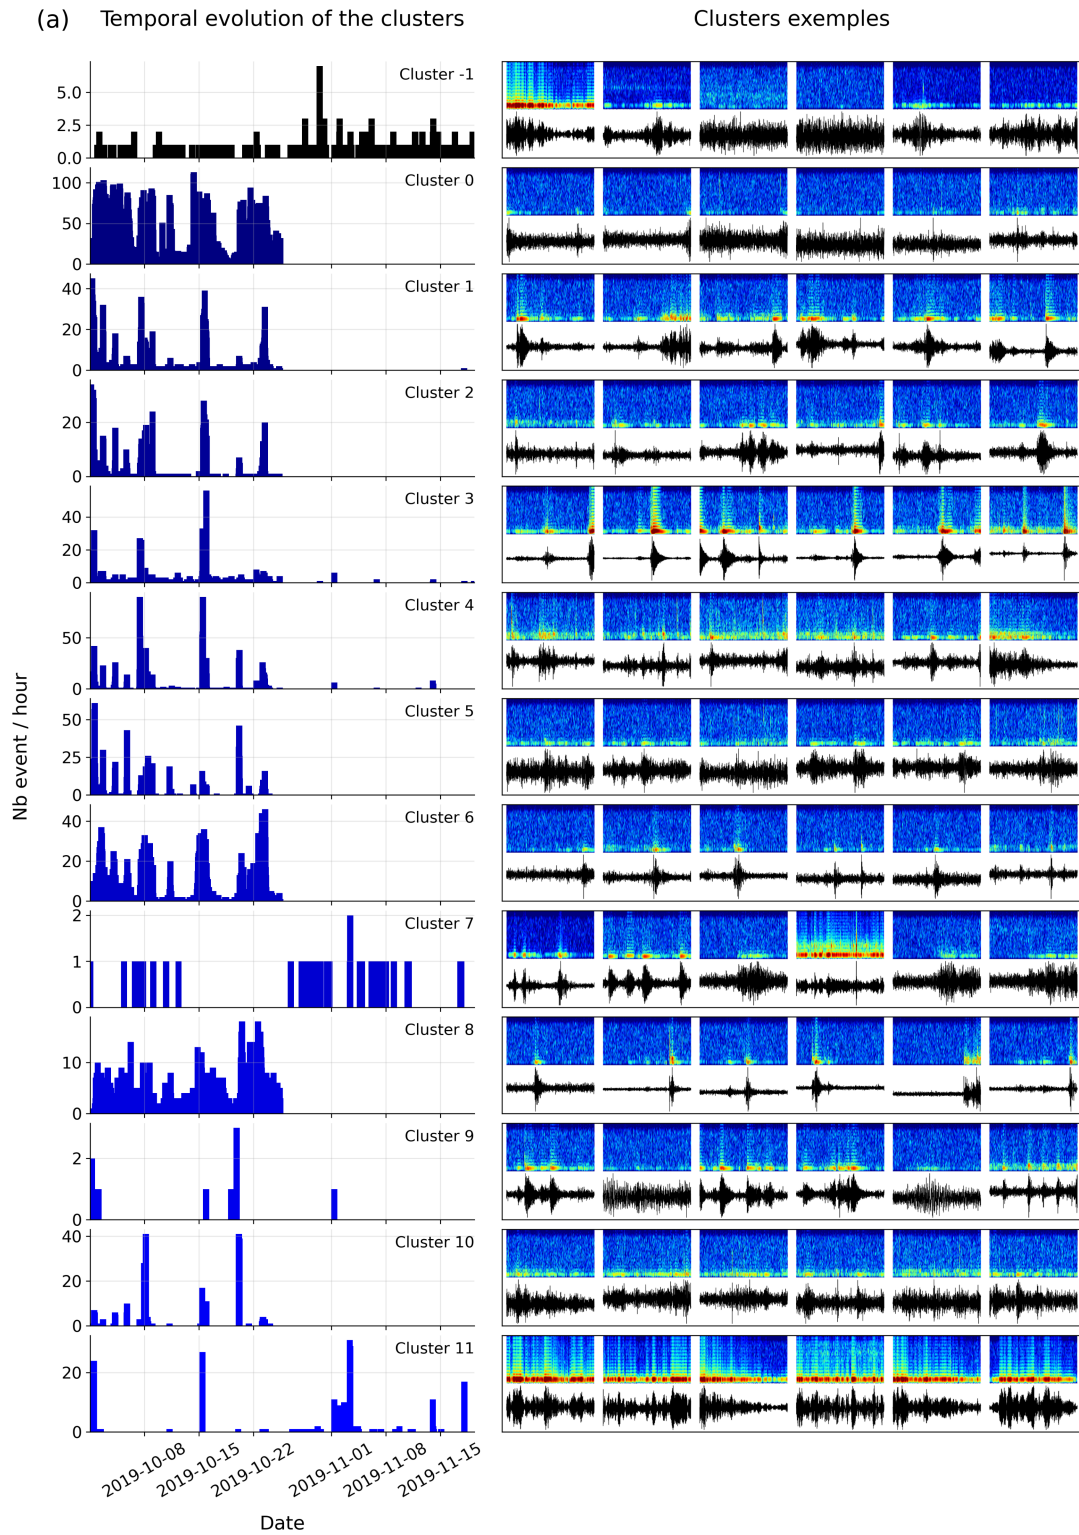 (a) Temporal evolution of the clusters
Clusters exemples
Cluster -1
5.0
2.5
0.0
Cluster 0
100
50
0
Cluster 1
40
20
0
Cluster 2
20
0
Cluster 3
40
20
0
Cluster 4
50
0
Cluster 5
50
25
0
Cluster 6
40
20
0
Cluster 7
2
1
0
Cluster 8
10
0
Cluster 9
2
0
Cluster 10
40
20
0
Cluster 11
20
0
Nb event / hour
2019-10-08
2019-10-15
2019-10-22
2019-11-01
2019-11-08
2019-11-15
Date